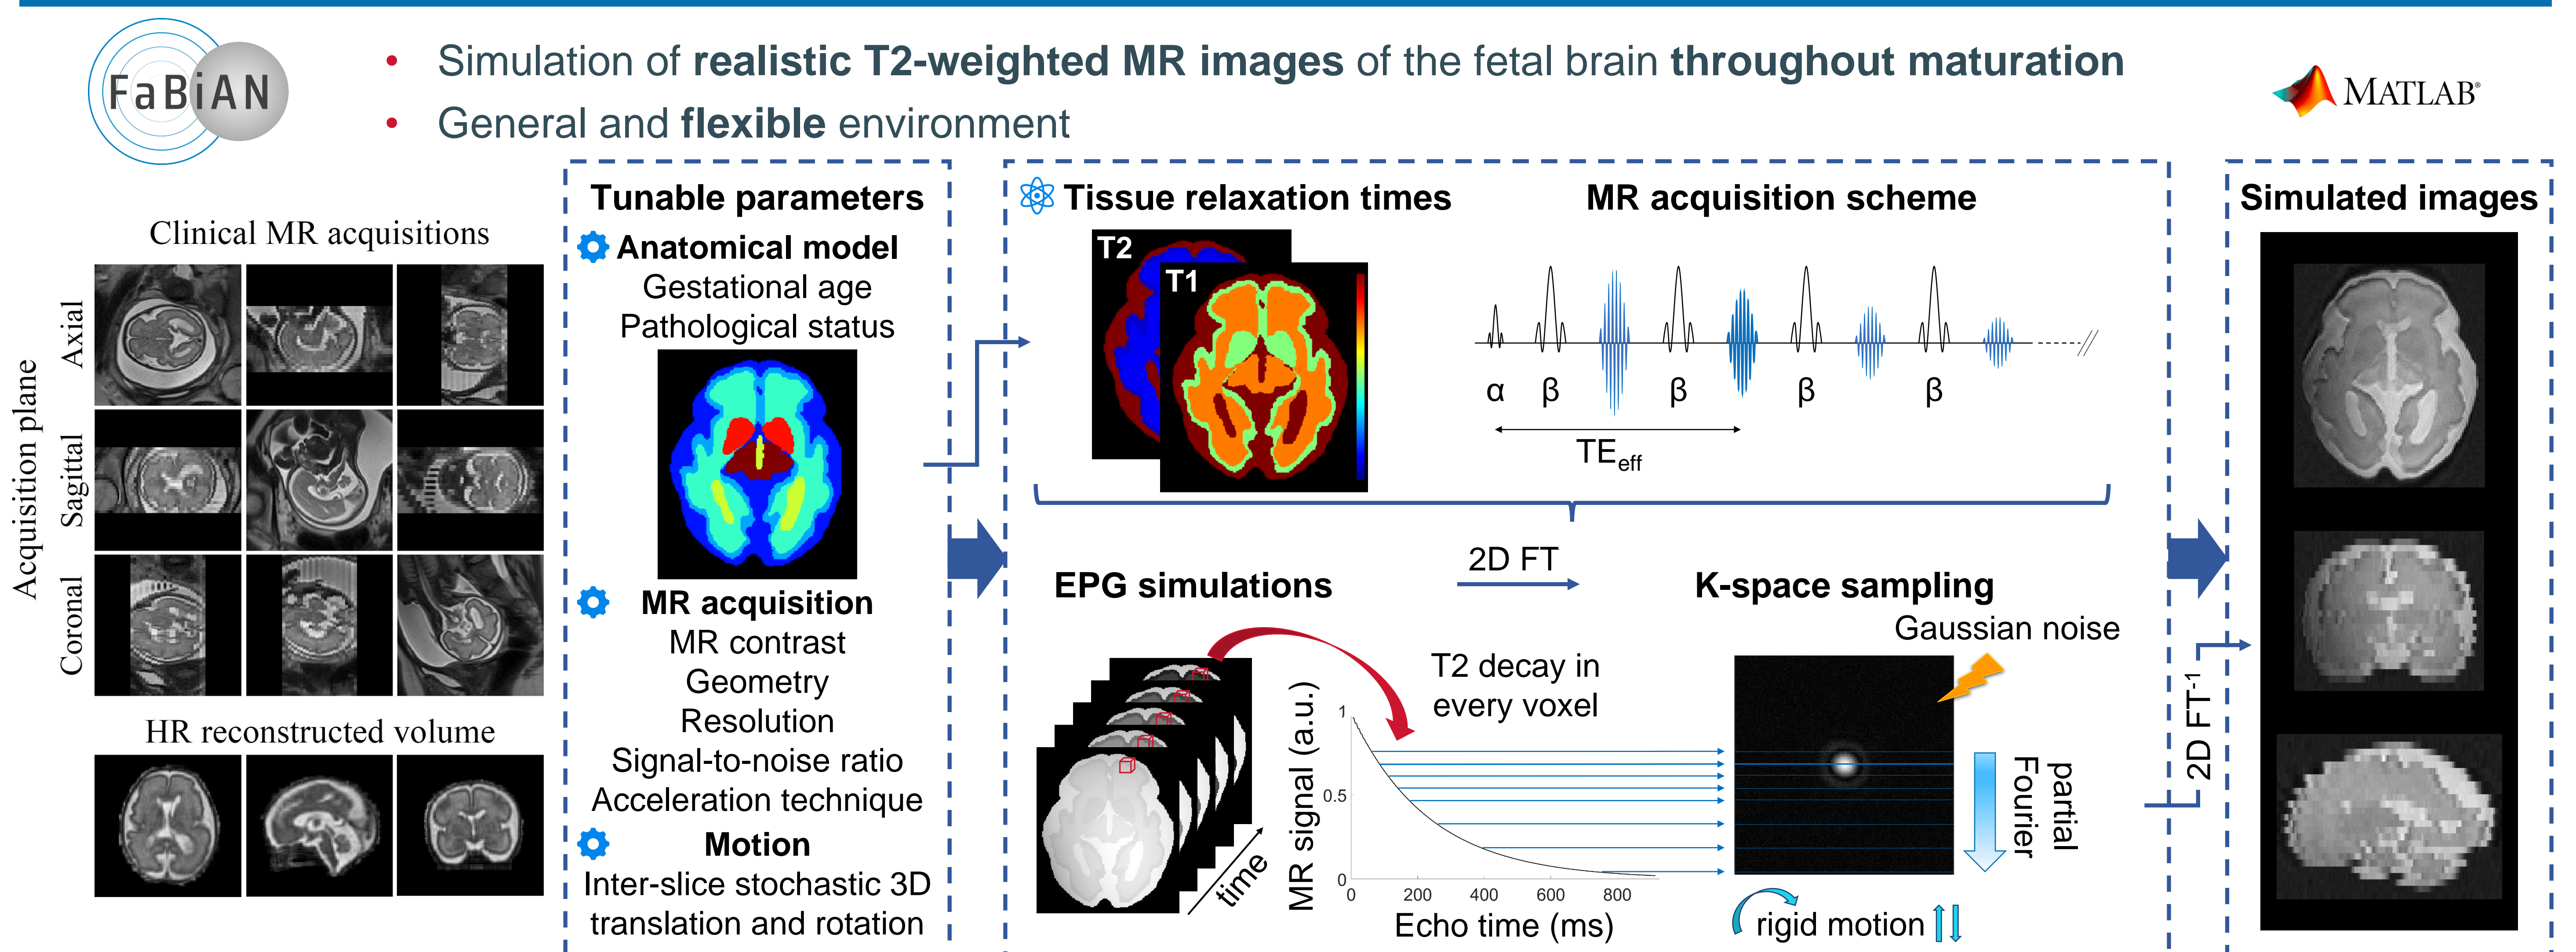 FaBiAN
• Simulation of realistic T2-weighted MR images of the fetal brain throughout maturation
• General and flexible environment
MATLAB®
Clinical MR acquisitions
Acquisition plane
Axial
Sagittal
Coronal
HR reconstructed volume
Tunable parameters
Anatomical model
Gestational age
Pathological status
MR acquisition
MR contrast
Geometry
Resolution
Signal-to-noise ratio
Acceleration technique
Motion
Inter-slice stochastic 3D
translation and rotation
Tissue relaxation times
T2
T1
MR acquisition scheme
α β β β β
TEeff
EPG simulations
2D FT
time
T2 decay in
every voxel
MR signal (a.u.)
1
0.5
0
0 200 400 600 800
Echo time (ms)
K-space sampling
Gaussian noise
partial
Fourier
rigid motion
2D FT-1
Simulated images